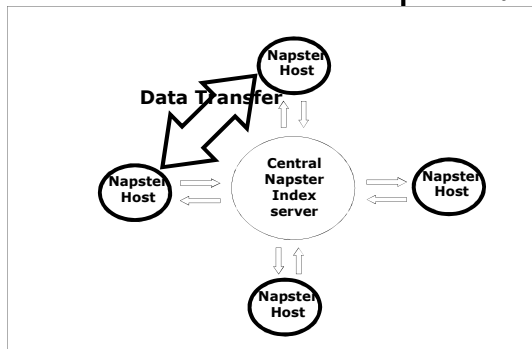 Napster
Host
Data Transfer
Napster
Host
Central
Napster
Index
server
Napster
Host
Napster
Host